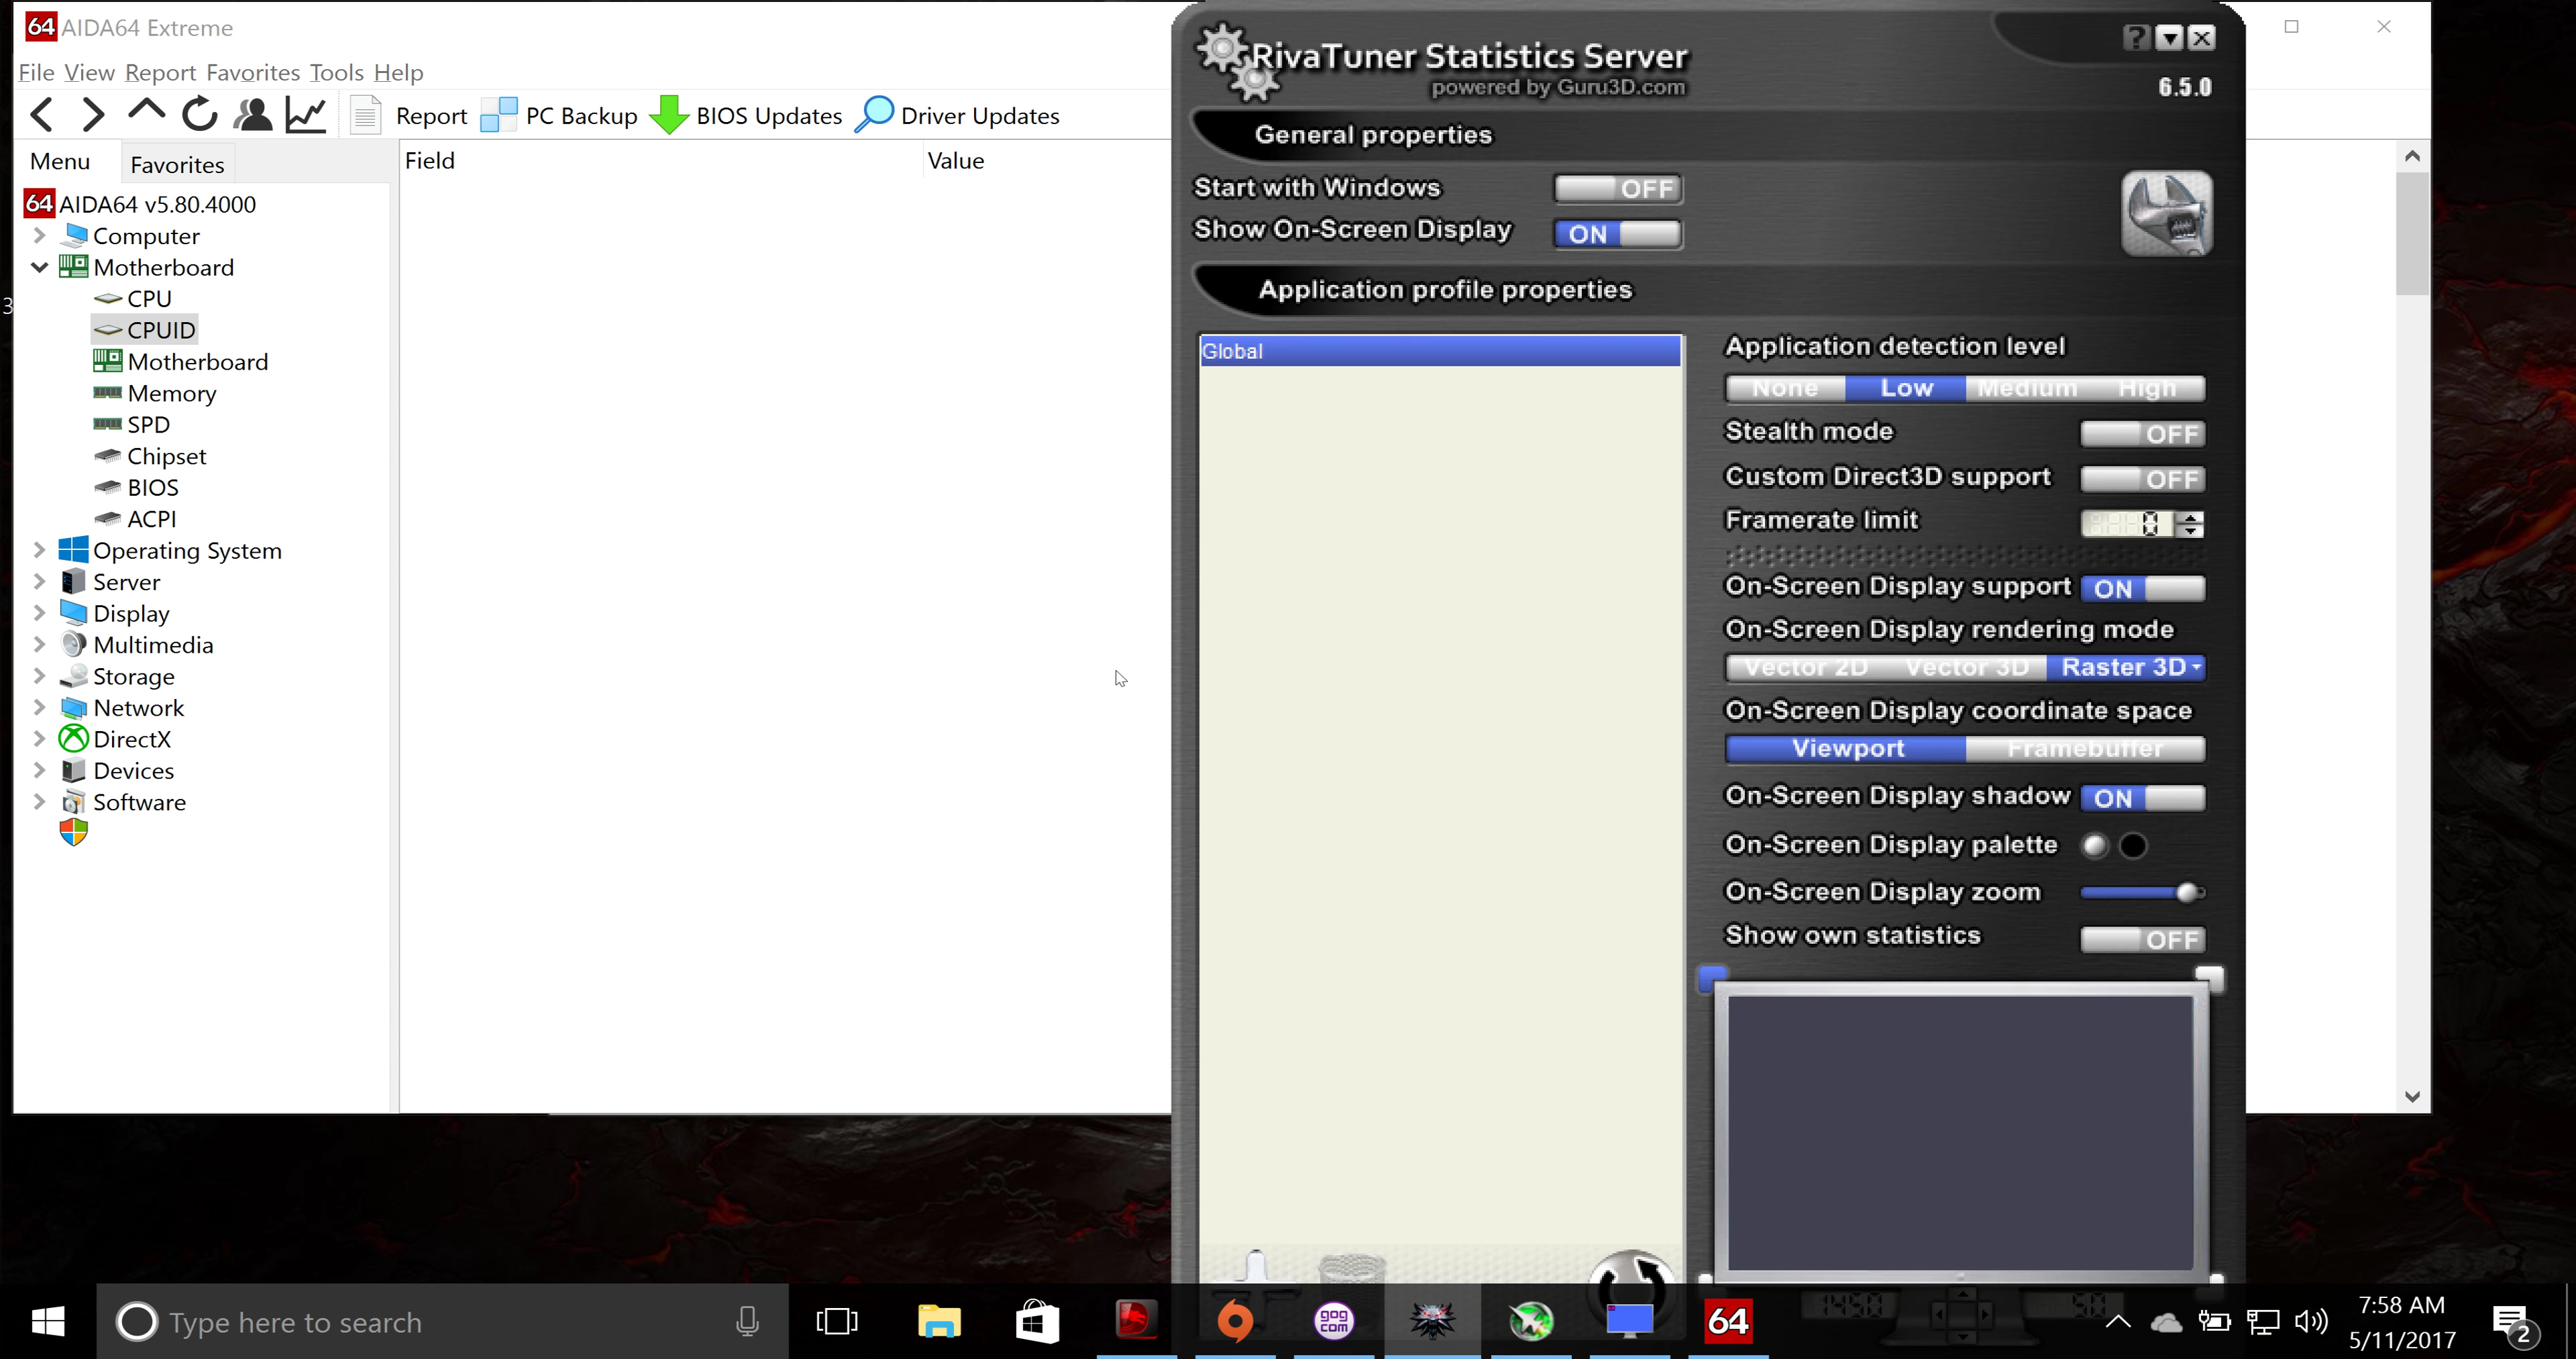 64 AIDA64 Extreme
File View Report Favorites Tools Help
Report PC Backup BIOS Updates Driver Updates
Menu Favorites
Field Value
64 AIDA64 v5.80.4000
Computer
Motherboard
CPU
CPUID
Motherboard
Memory
SPD
Chipset
BIOS
ACPI
Operating System
Server
Display
Multimedia
Storage
Network
DirectX
Devices
Software
3
RivaTuner Statistics Server
powered by Guru3D.com
? 
6.5.0
General properties
Start with Windows OFF
Show On-Screen Display ON
Application profile properties
Global
Application detection level
None Low Medium High
Stealth mode OFF
Custom Direct3D support OFF
Framerate limit 0
On-Screen Display support ON
On-Screen Display rendering mode
Vector 2D Vector 3D Raster 3D
On-Screen Display coordinate space
Viewport Framebuffer
On-Screen Display shadow ON
On-Screen Display palette
On-Screen Display zoom
Show own statistics OFF
Type here to search
gog
com
64
7:58 AM
5/11/2017
2